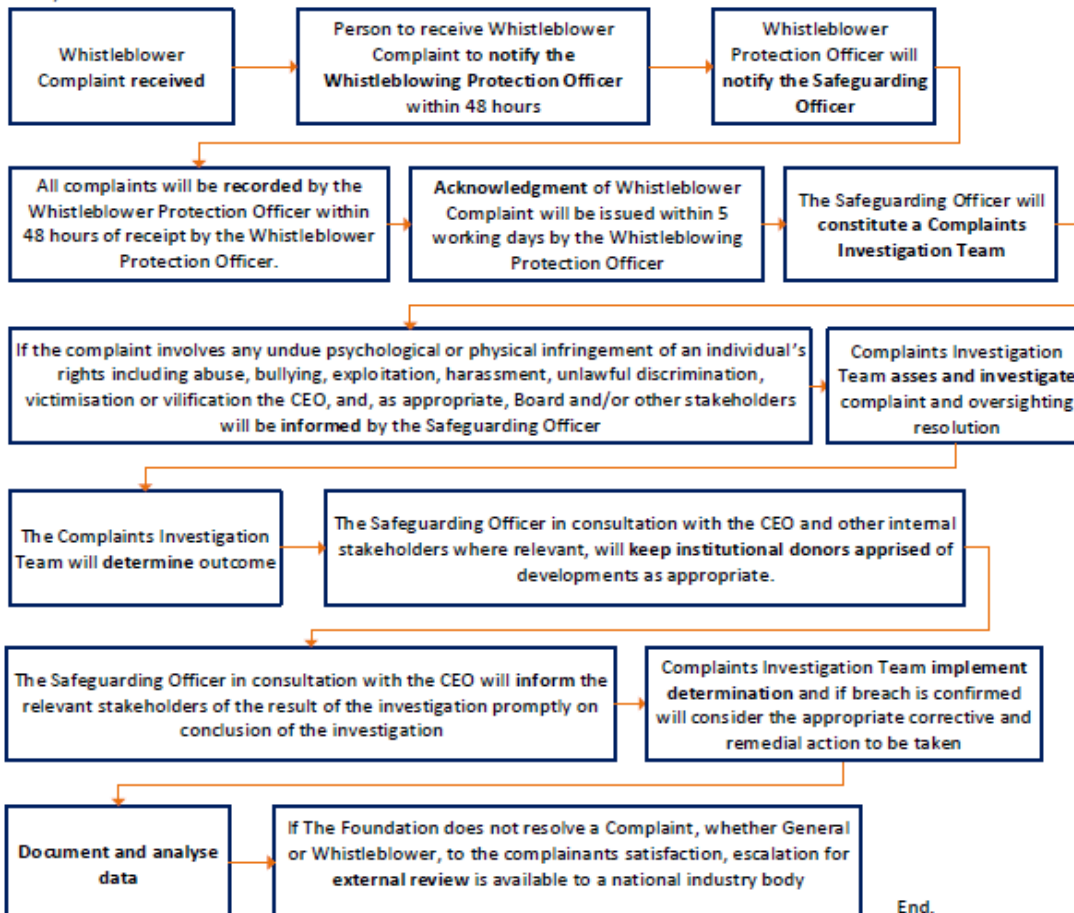 Whistleblower
Complaint received
Person to receive Whistleblower
Complaint to notify the
Whistleblowing Protection Officer
within 48 hours
Whistleblower
Protection Officer will
notify the Safeguarding
Officer
All complaints will be recorded by the
Whistleblower Protection Officer within
48 hours of receipt by the Whistleblower
Protection Officer.
Acknowledgment of Whistleblower
Complaint will be issued within 5
working days by the Whistleblowing
Protection Officer
The Safeguarding Officer will
constitute a Complaints
Investigation Team
If the complaint involves any undue psychological or physical infringement of an individual's
rights including abuse, bullying, exploitation, harassment, unlawful discrimination,
victimisation or vilification the CEO, and, as appropriate, Board and/or other stakeholders
will be informed by the Safeguarding Officer
Complaints Investigation
Team asses and investigate
complaint and oversighting
resolution
The Complaints Investigation
Team will determine outcome
The Safeguarding Officer in consultation with the CEO and other internal
stakeholders where relevant, will keep institutional donors apprised of
developments as appropriate.
The Safeguarding Officer in consultation with the CEO will inform the
relevant stakeholders of the result of the investigation promptly on
conclusion of the investigation
Complaints Investigation Team implement
determination and if breach is confirmed
will consider the appropriate corrective and
remedial action to be taken
Document and analyse
data
If The Foundation does not resolve a Complaint, whether General
or Whistleblower, to the complainants satisfaction, escalation for
external review is available to a national industry body
End.